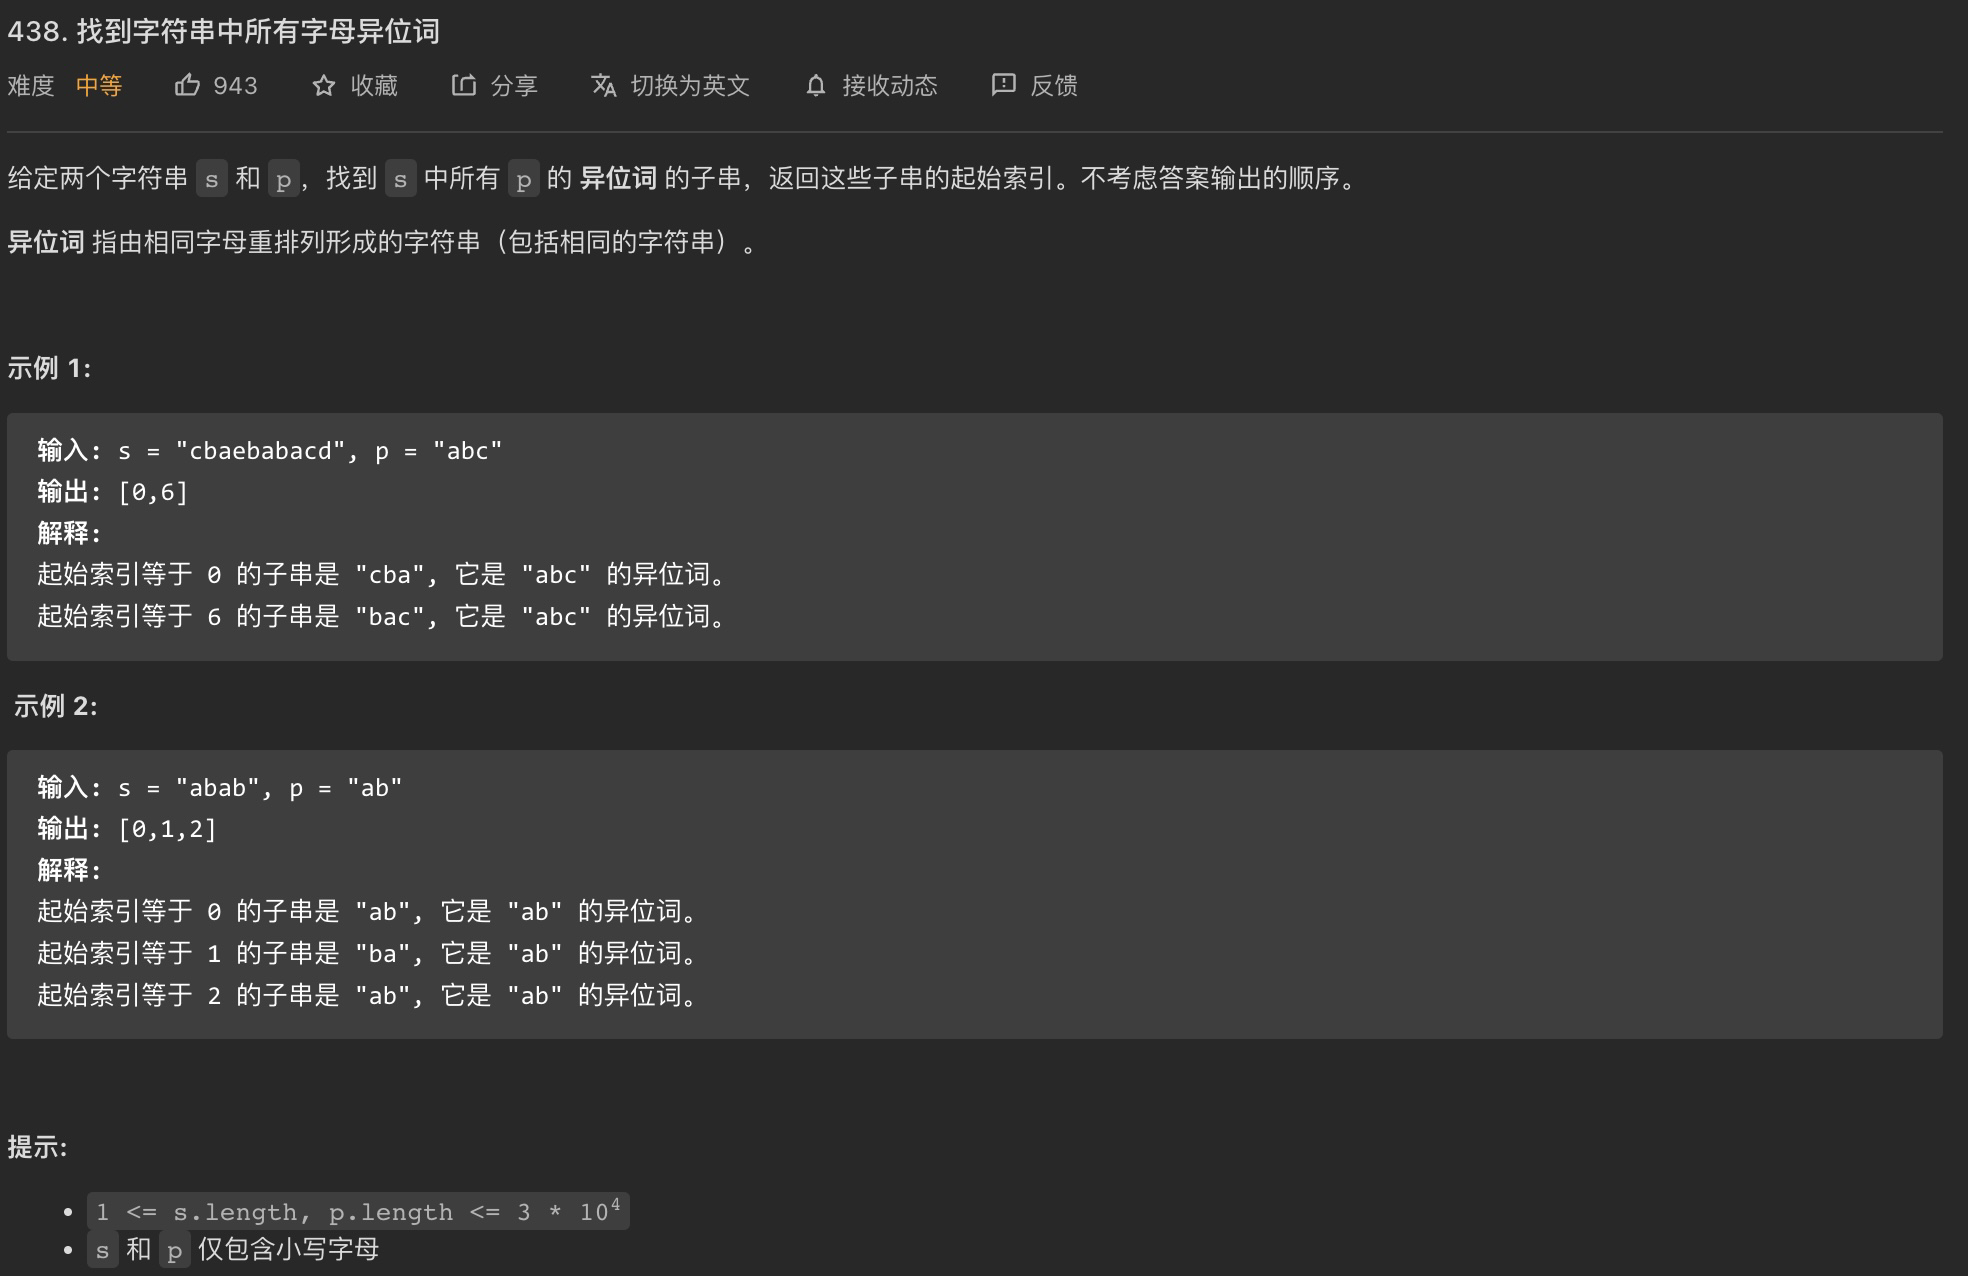 438. 找到字符串中所有字母异位词
难度 中等 943 收藏 分享 切换为英文 接收动态 反馈
给定两个字符串 s 和 p，找到 s 中所有 p 的 异位词 的子串，返回这些子串的起始索引。不考虑答案输出的顺序。
异位词 指由相同字母重排列形成的字符串（包括相同的字符串）。
示例 1:
输入: s = "cbaebabacd", p = "abc"
输出: [0,6]
解释:
起始索引等于 0 的子串是 "cba", 它是 "abc" 的异位词。
起始索引等于 6 的子串是 "bac", 它是 "abc" 的异位词。
示例 2:
输入: s = "abab", p = "ab"
输出: [0,1,2]
解释:
起始索引等于 0 的子串是 "ab", 它是 "ab" 的异位词。
起始索引等于 1 的子串是 "ba", 它是 "ab" 的异位词。
起始索引等于 2 的子串是 "ab", 它是 "ab" 的异位词。
提示:
• 1 <= s.length, p.length <= 3 * 10⁴
• s 和 p 仅包含小写字母